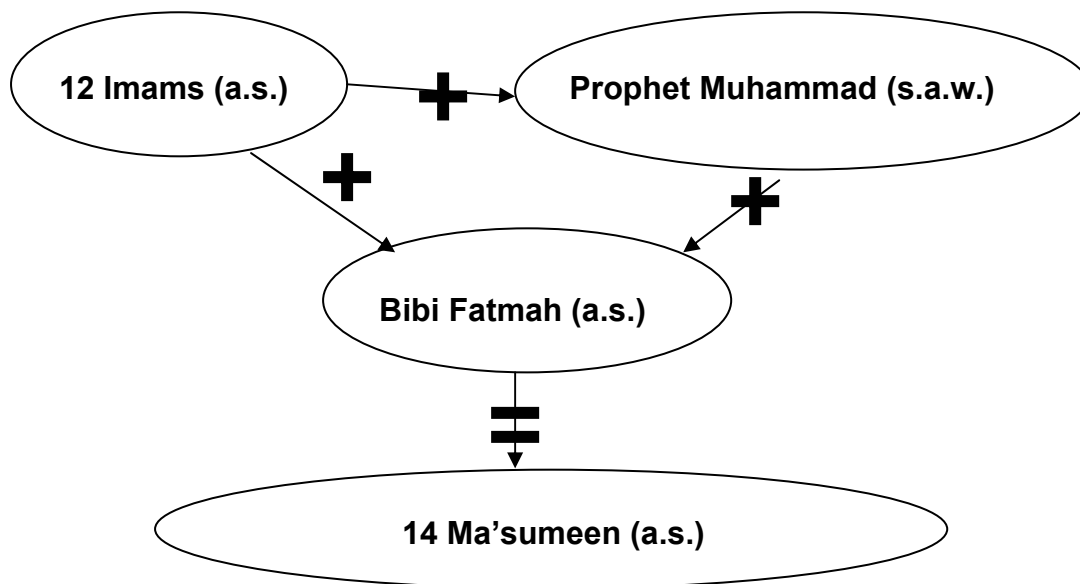 12 Imams (a.s.)
Prophet Muhammad (s.a.w.)
Bibi Fatmah (a.s.)
14 Ma’sumeen (a.s.)